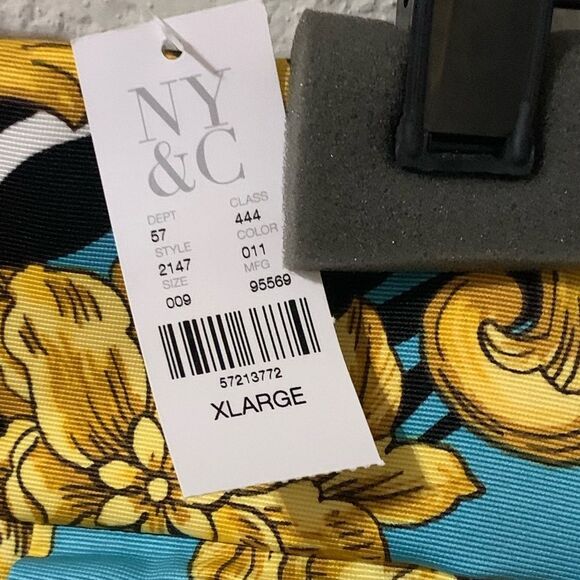 NY
&C
DEPT CLASS
57 444
STYLE COLOR
2147 011
SIZE MFG
009 95569
57213772
XLARGE